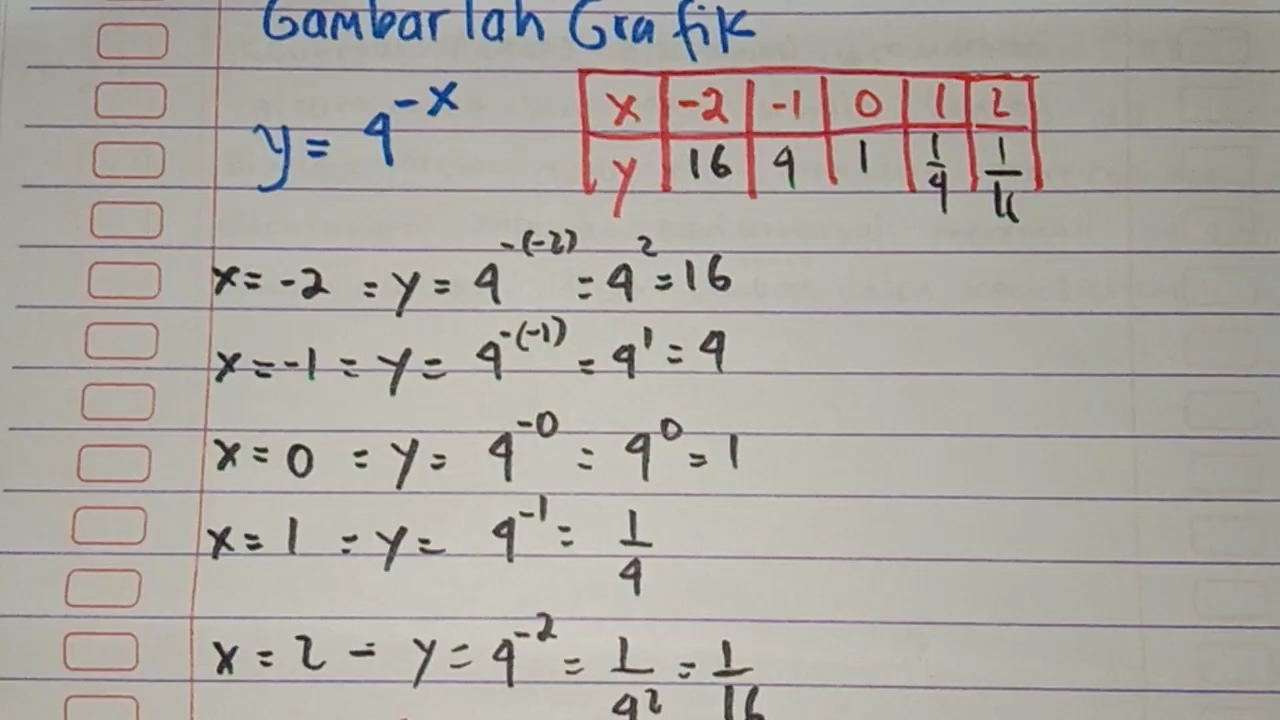 Gambarlah Grafik
y = 4^-x
x -2 -1 0 1 2
y 16 4 1 1/4 1/16
x = -2 = y = 4^-(-2) = 4^2 = 16
x = -1 = y = 4^-(-1) = 4^1 = 4
x = 0 = y = 4^-0 = 4^0 = 1
x = 1 = y = 4^-1 = 1/4
x = 2 - y = 4^-2 = 1/4^2 = 1/16